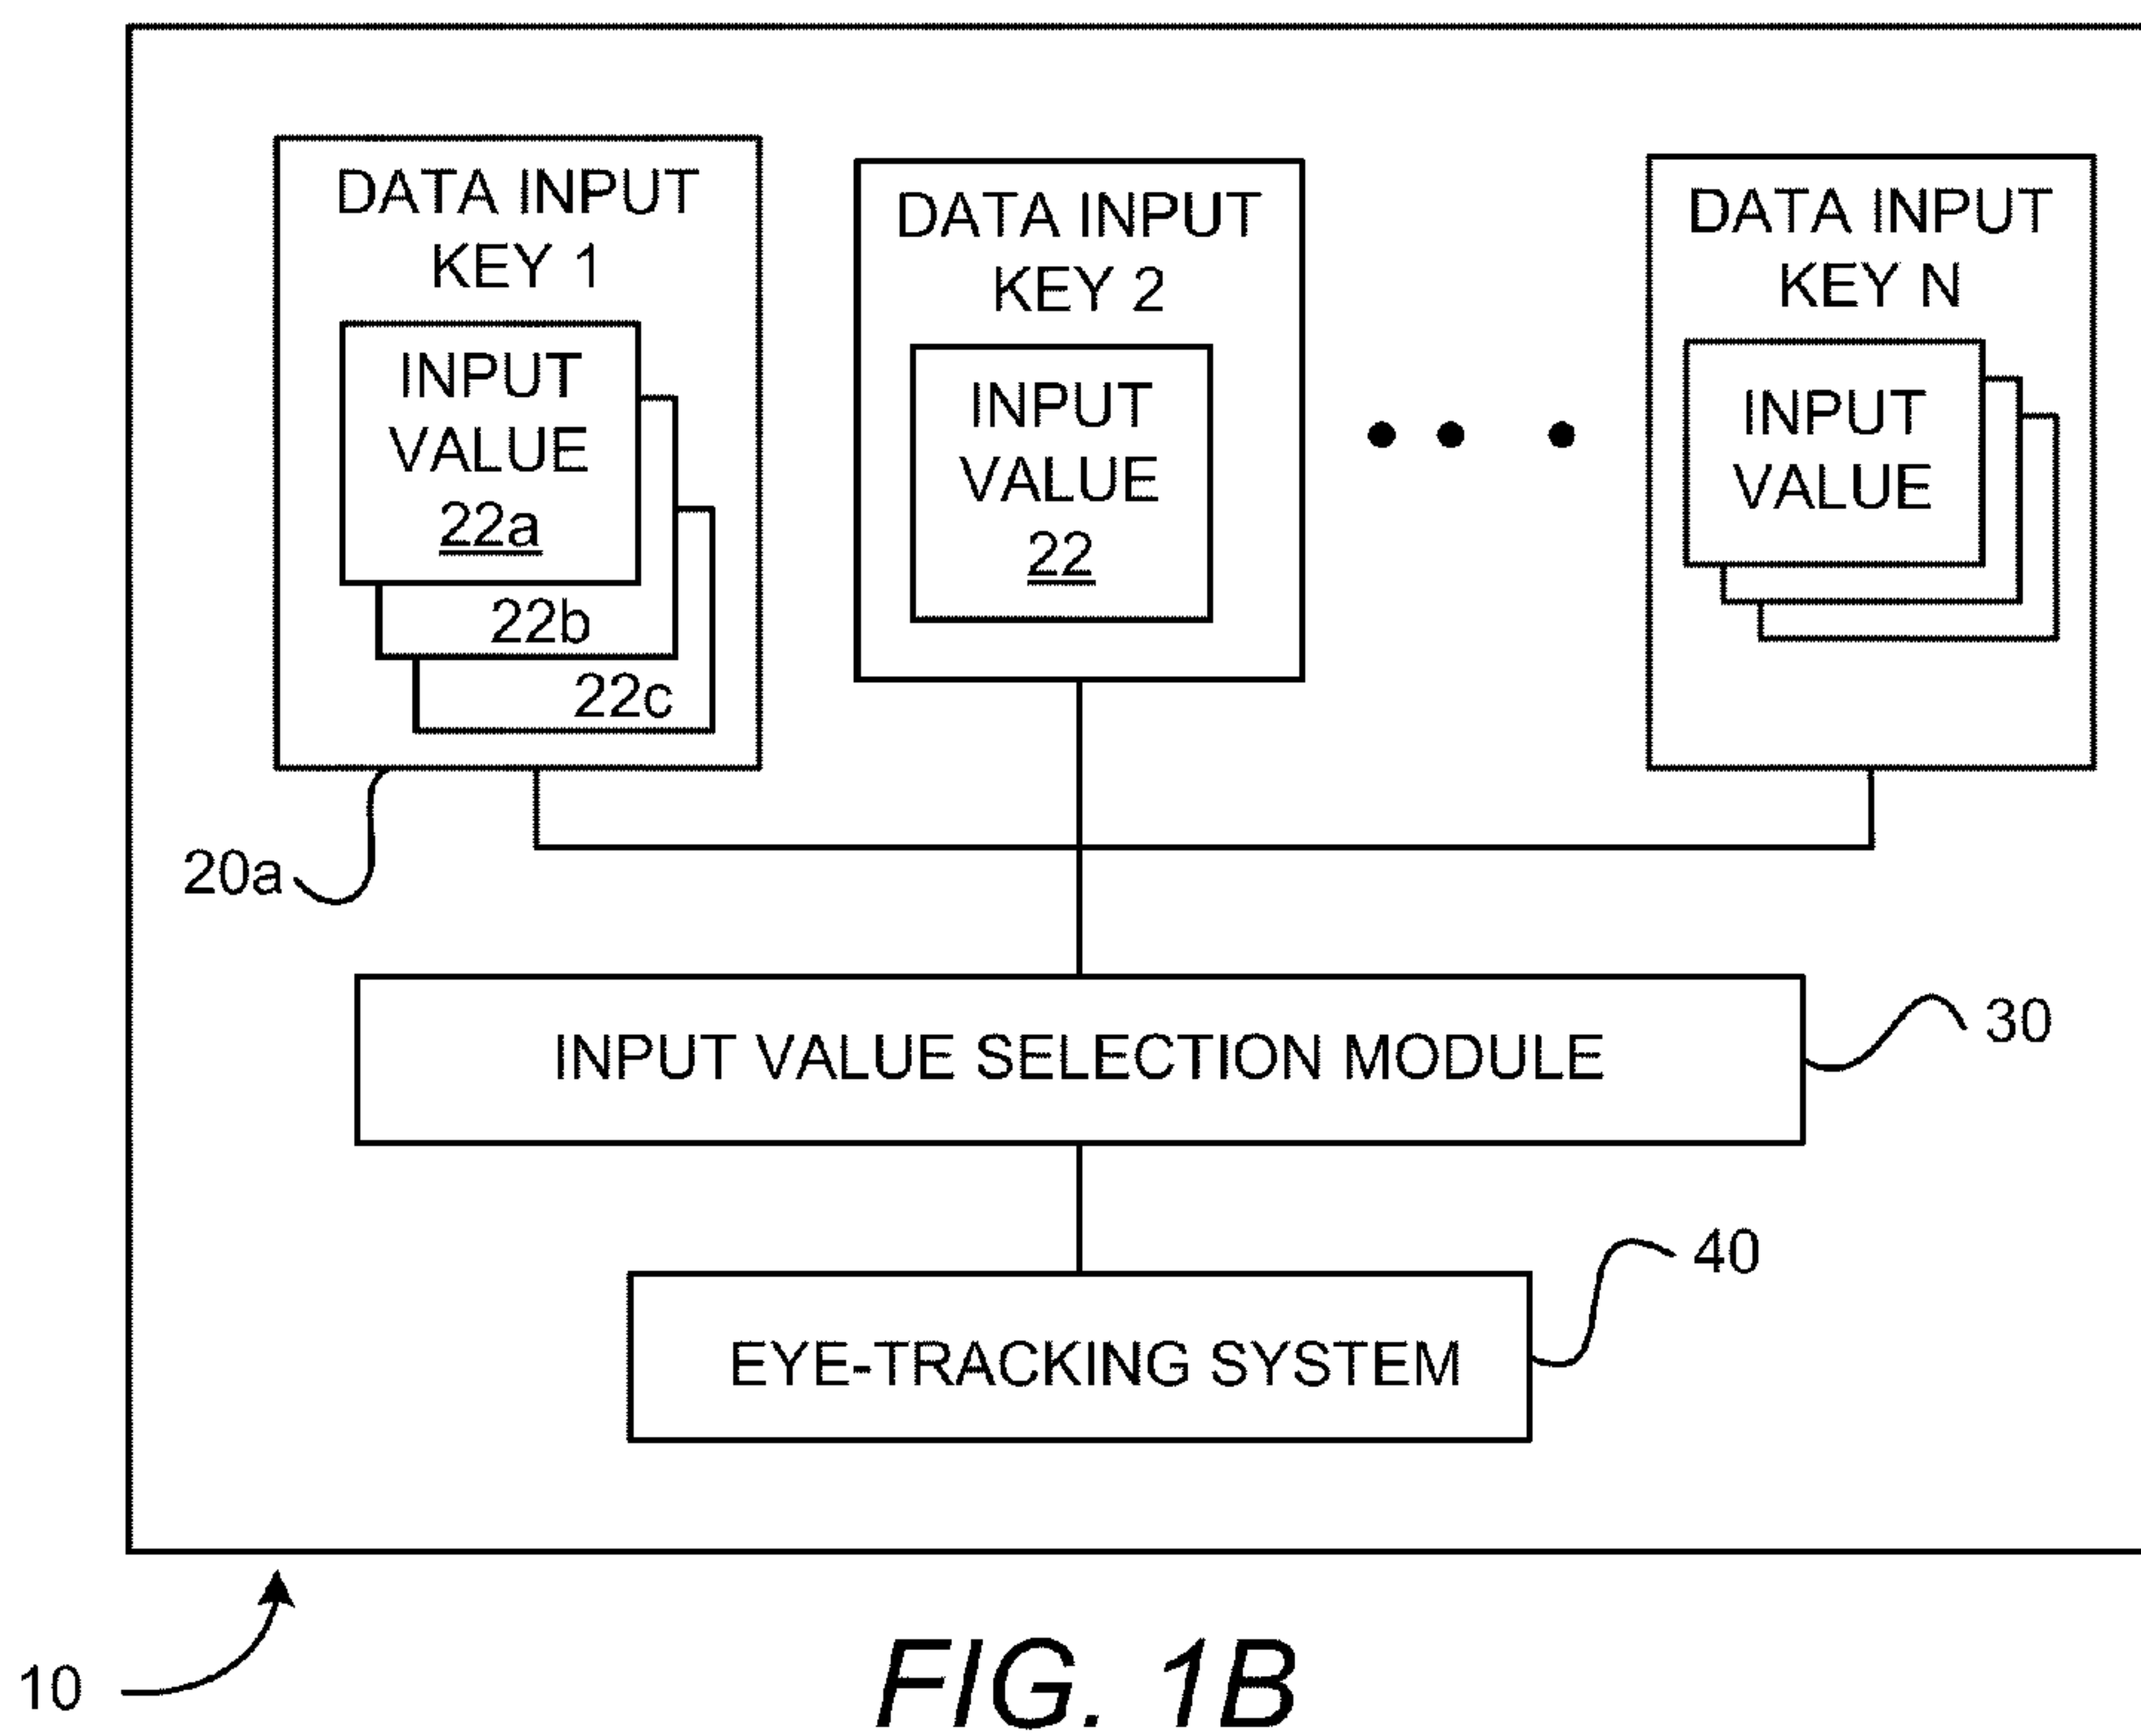 DATA INPUT
KEY 1
INPUT
VALUE
22a
22b
22c
DATA INPUT
KEY 2
INPUT
VALUE
22
DATA INPUT
KEY N
INPUT
VALUE
20a
INPUT VALUE SELECTION MODULE
30
EYE-TRACKING SYSTEM
40
10
FIG. 1B